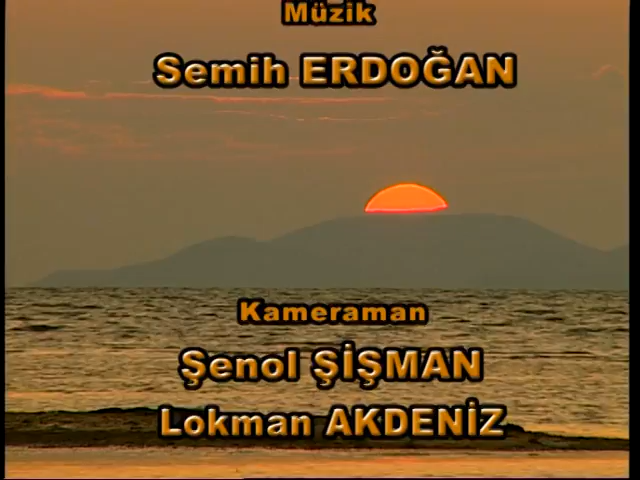 Müzik
Semih ERDOĞAN
Kameraman
Şenol ŞİŞMAN
Lokman AKDENİZ